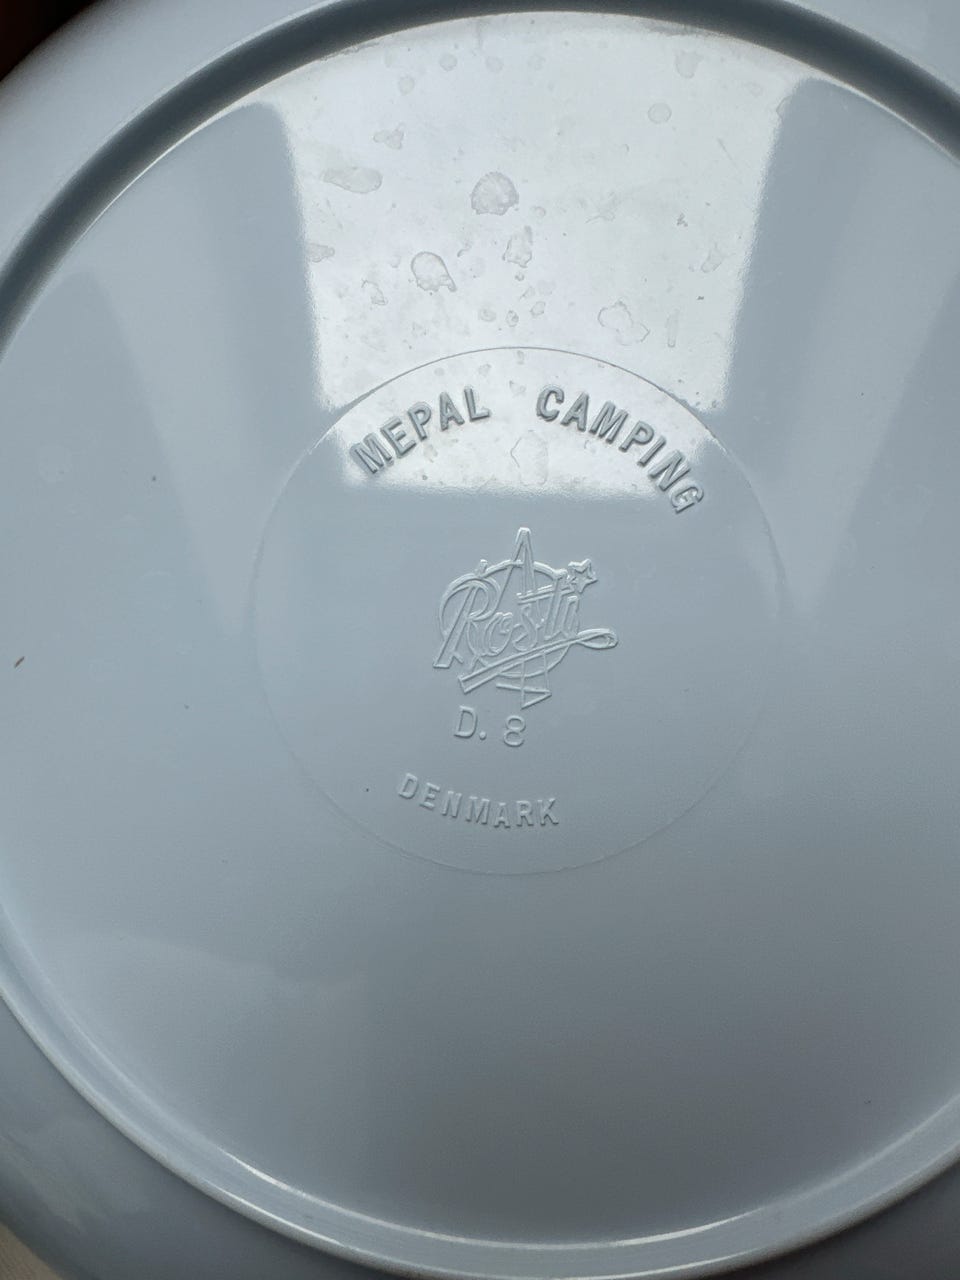 MEPAL CAMPING
Rosti
D. 8
DENMARK